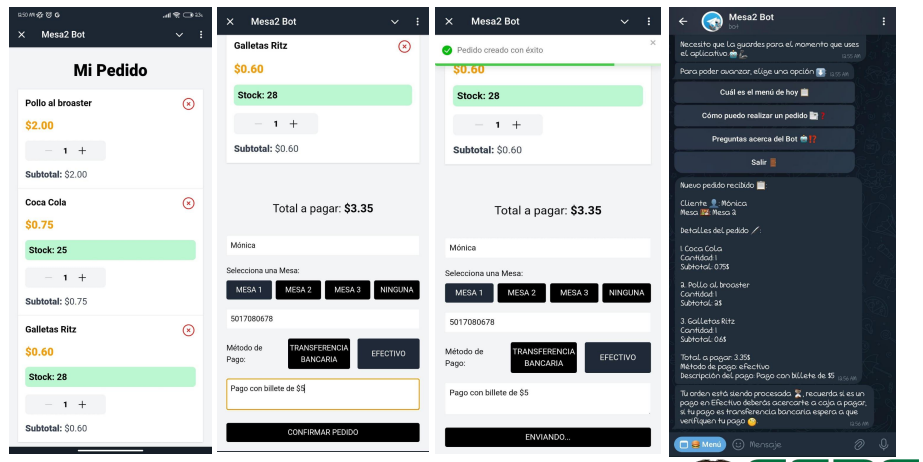 Mesa2 Bot
Mi Pedido
Pollo al broaster
$2.00
1
Subtotal: $2.00
Coca Cola
$0.75
Stock: 25
1
Subtotal: $0.75
Galletas Ritz
$0.60
Stock: 28
1
Subtotal: $0.60
Mesa2 Bot
Galletas Ritz
$0.60
Stock: 28
1
Subtotal: $0.60
Total a pagar: $3.35
Mónica
Selecciona una Mesa:
MESA 1 MESA 2 MESA 3 NINGUNA
5017080678
Método de Pago:
TRANSFERENCIA BANCARIA
EFECTIVO
Pago con billete de $5
CONFIRMAR PEDIDO
Mesa2 Bot
Pedido creado con éxito
$0.60
Stock: 28
1
Subtotal: $0.60
Total a pagar: $3.35
Mónica
Selecciona una Mesa:
MESA 1 MESA 2 MESA 3 NINGUNA
5017080678
Método de Pago:
TRANSFERENCIA BANCARIA
EFECTIVO
Pago con billete de $5
ENVIANDO...
Mesa2 Bot
bot
Necesito que la guardes para el momento que uses
el aplicativo
Para poder avanzar, elige una opción
Cuál es el menú de hoy
Cómo puedo realizar un pedido
Preguntas acerca del Bot
Salir
Nuevo pedido recibido
Cliente : Mónica
Mesa : Mesa 2
Detalles del pedido
1. Coca Cola
Cantidad: 1
Subtotal: 0.75$
2. Pollo al broaster
Cantidad: 1
Subtotal: 2$
3. Galletas Ritz
Cantidad: 1
Subtotal: 0.6$
Total a pagar: 3.35$
Método de pago: efectivo
Descripción del pago: Pago con billete de $5
Tu orden está siendo procesada , recuerda si es un
pago en Efectivo deberás acercarte a caja a pagar,
si tu pago es transferencia bancaria espera a que
verifiquen tu pago
Menú
Mensaje